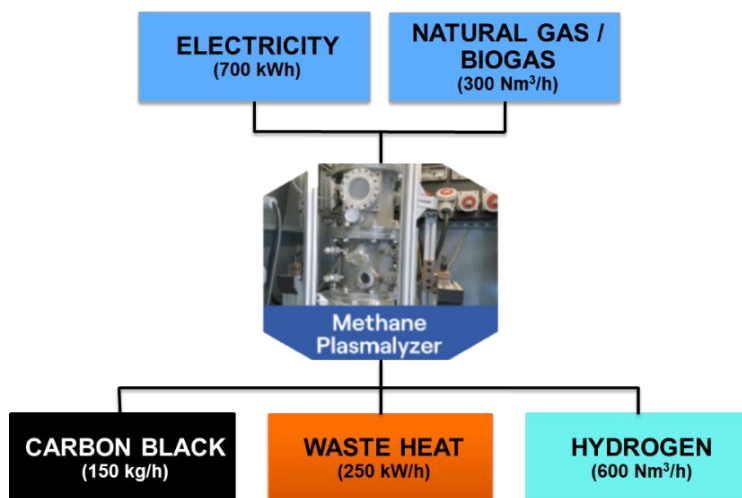 ELECTRICITY
(700 kWh)
NATURAL GAS /
BIOGAS
(300 Nm³/h)
Methane
Plasmalyzer
CARBON BLACK
(150 kg/h)
WASTE HEAT
(250 kW/h)
HYDROGEN
(600 Nm³/h)